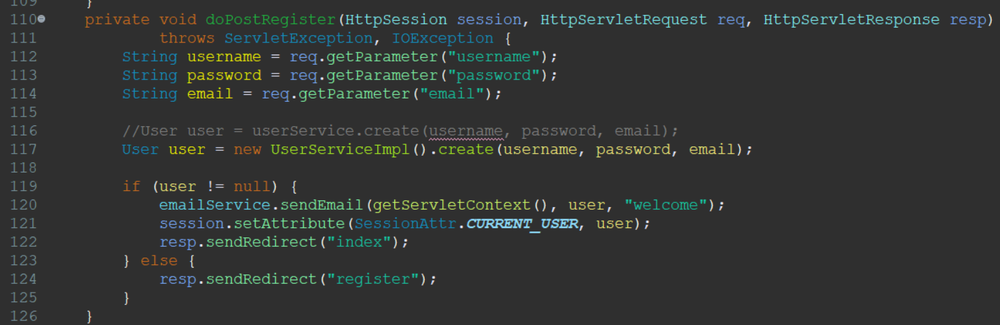 109     }
110     private void doPostRegister(HttpSession session, HttpServletRequest req, HttpServletResponse resp)
111             throws ServletException, IOException {
112         String username = req.getParameter("username");
113         String password = req.getParameter("password");
114         String email = req.getParameter("email");
115
116         //User user = userService.create(username, password, email);
117         User user = new UserServiceImpl().create(username, password, email);
118
119         if (user != null) {
120             emailService.sendEmail(getServletContext(), user, "welcome");
121             session.setAttribute(SessionAttr.CURRENT_USER, user);
122             resp.sendRedirect("index");
123         } else {
124             resp.sendRedirect("register");
125         }
126     }